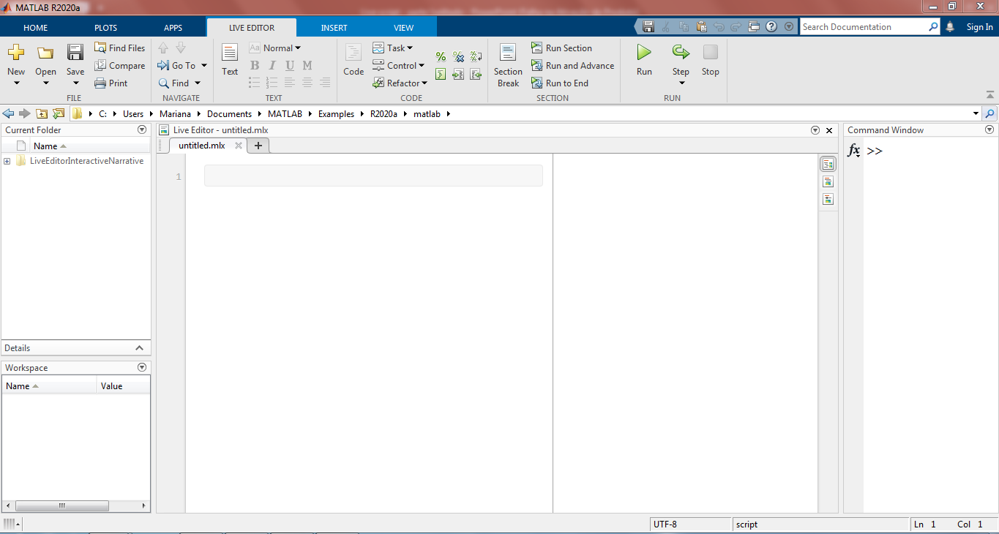 MATLAB R2020a
HOME PLOTS APPS LIVE EDITOR INSERT VIEW Search Documentation Sign In
New Open Save Find Files Compare Print
FILE
Go To Find
NAVIGATE
Text Aa Normal B I U M
TEXT
Code Task Control Refactor
CODE
Section Break Run Section Run and Advance Run to End
SECTION
Run Step Stop
RUN
C: Users Mariana Documents MATLAB Examples R2020a matlab
Current Folder
Name
LiveEditorInteractiveNarrative
Details
Workspace
Name Value
Live Editor - untitled.mlx
untitled.mlx
1
Command Window
fx >>
UTF-8 script Ln 1 Col 1